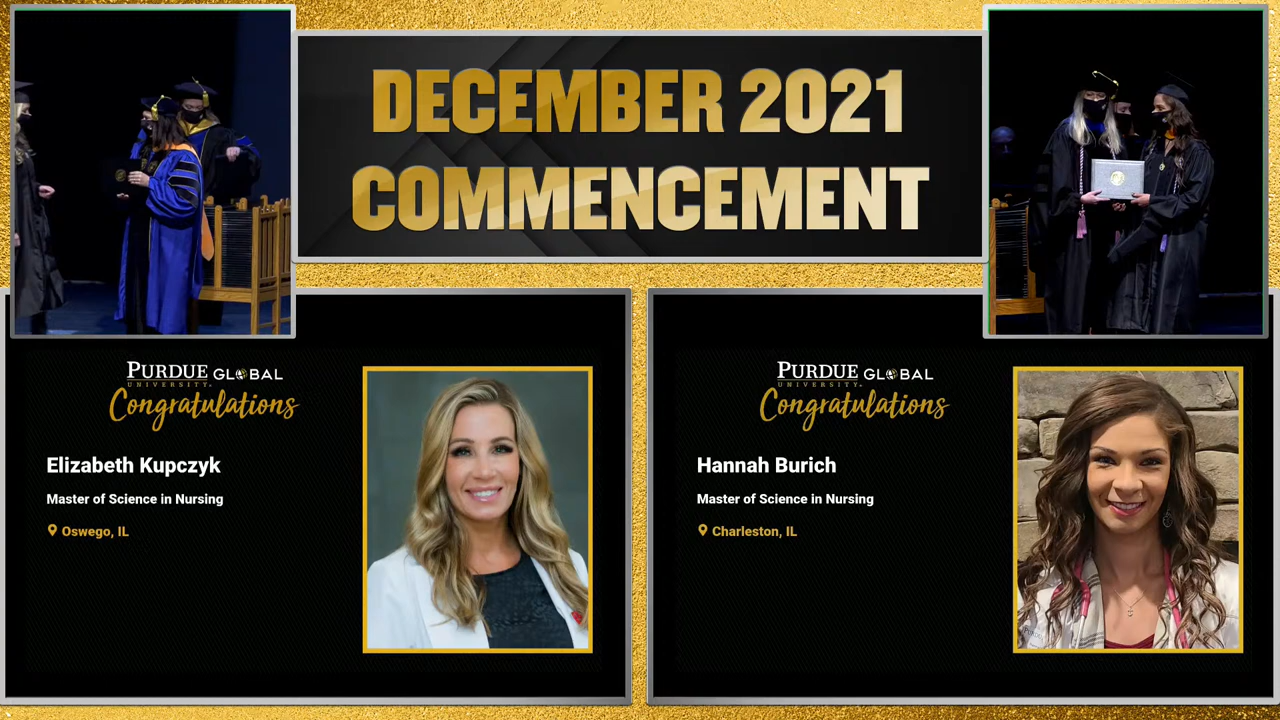 DECEMBER 2021
COMMENCEMENT
PURDUE GLOBAL
UNIVERSITY
Congratulations
Elizabeth Kupczyk
Master of Science in Nursing
Oswego, IL
PURDUE GLOBAL
UNIVERSITY
Congratulations
Hannah Burich
Master of Science in Nursing
Charleston, IL